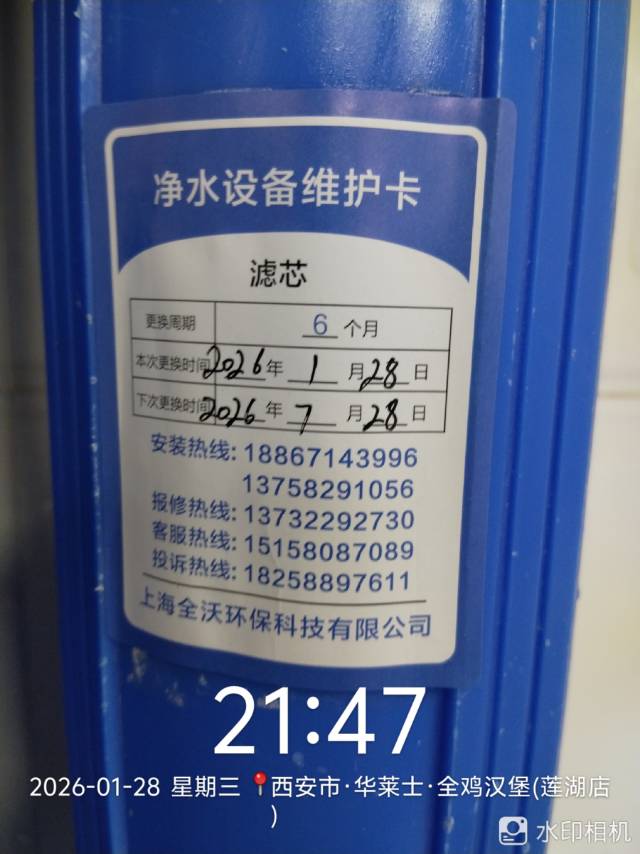 净水设备维护卡
滤芯
更换周期 6 个月
本次更换时间 2026 年 1 月 28 日
下次更换时间 2026 年 7 月 28 日
安装热线: 18867143996
13758291056
报修热线: 13732292730
客服热线: 15158087089
投诉热线: 18258897611
上海全沃环保科技有限公司
21:47
2026-01-28 星期三 📍西安市·华莱士·全鸡汉堡(莲湖店
)
水印相机